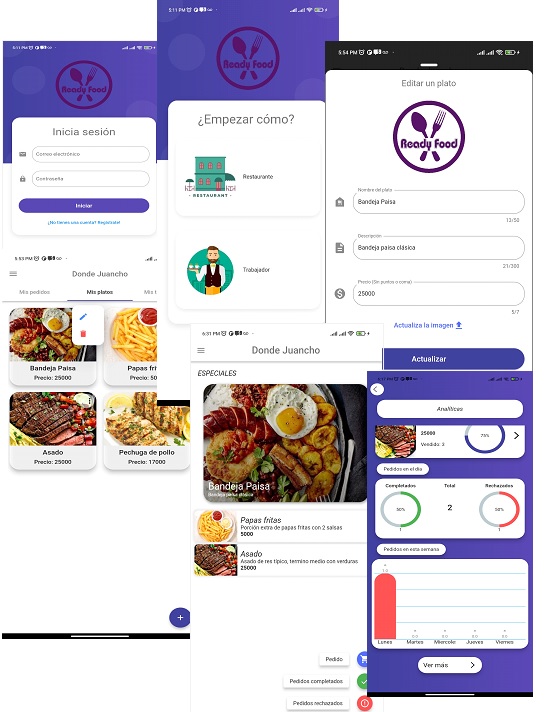 5:11 PM
Ready Food
Inicia sesión
Correo electrónico
Contraseña
Iniciar
¿No tienes una cuenta? Regístrate!
5:11 PM
Ready Food
¿Empezar cómo?
RESTAURANT
Restaurante
Trabajador
5:54 PM
Editar un plato
Ready Food
Nombre del plato
Bandeja Paisa
13/50
Descripción
Bandeja paisa clásica
21/300
Precio (Sin puntos o coma)
25000
5/7
Actualiza la imagen
Actualizar
5:53 PM
Donde Juancho
Mis pedidos
Mis platos
Mis t
Bandeja Paisa
Precio: 25000
Papas fri
Precio: 50
Asado
Precio: 25000
Pechuga de pollo
Precio: 17000
+
6:31 PM
Donde Juancho
ESPECIALES
Bandeja Paisa
Bandeja paisa clásica
Papas fritas
Porción extra de papas fritas con 2 salsas
5000
Asado
Asado de res típico, termino medio con verduras
25000
Pedido
Pedidos completados
Pedidos rechazados
Analíticas
25000
Vendido: 3
75%
Pedidos en el día
Completados
Total
Rechazados
50%
2
50%
1
1
Pedidos en esta semana
Lunes
Martes
Miercole
Jueves
Viernes
Ver más